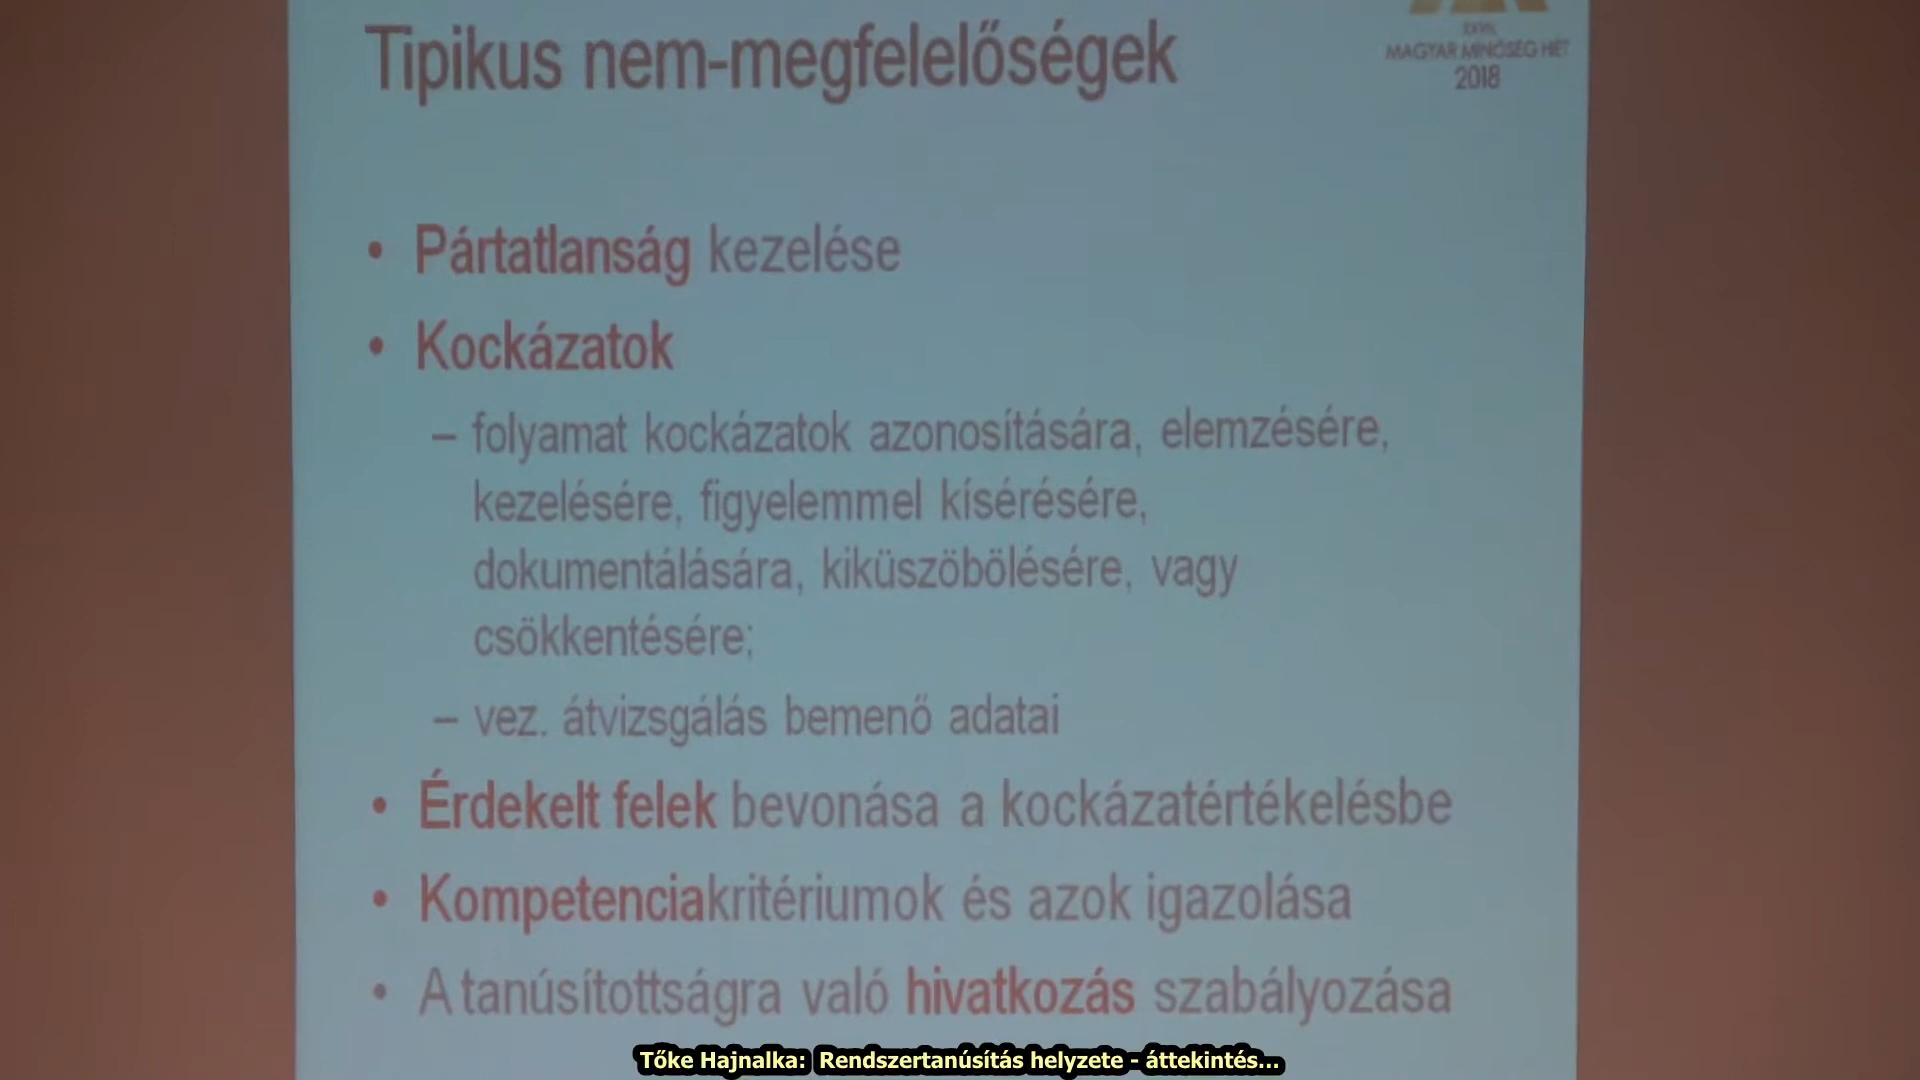 Tipikus nem-megfelelőségek
XXVII.
MAGYAR MINŐSÉG HÉT
2018
• Pártatlanság kezelése
• Kockázatok
– folyamat kockázatok azonosítására, elemzésére,
kezelésére, figyelemmel kísérésére,
dokumentálására, kiküszöbölésére, vagy
csökkentésére;
– vez. átvizsgálás bemenő adatai
• Érdekelt felek bevonása a kockázatértékelésbe
• Kompetenciakritériumok és azok igazolása
• A tanúsítottságra való hivatkozás szabályozása
Tőke Hajnalka: Rendszertanúsítás helyzete - áttekintés...